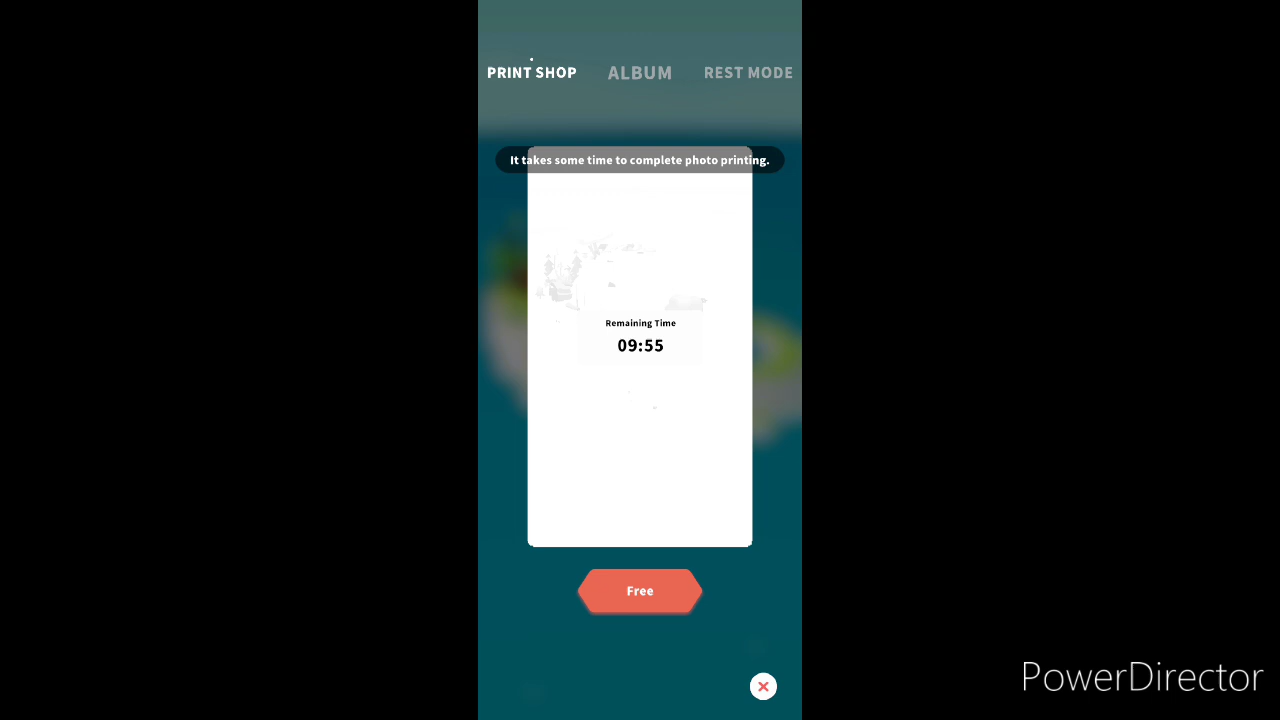 PRINT SHOP ALBUM REST MODE
It takes some time to complete photo printing.
Remaining Time
09:55
Free
PowerDirector